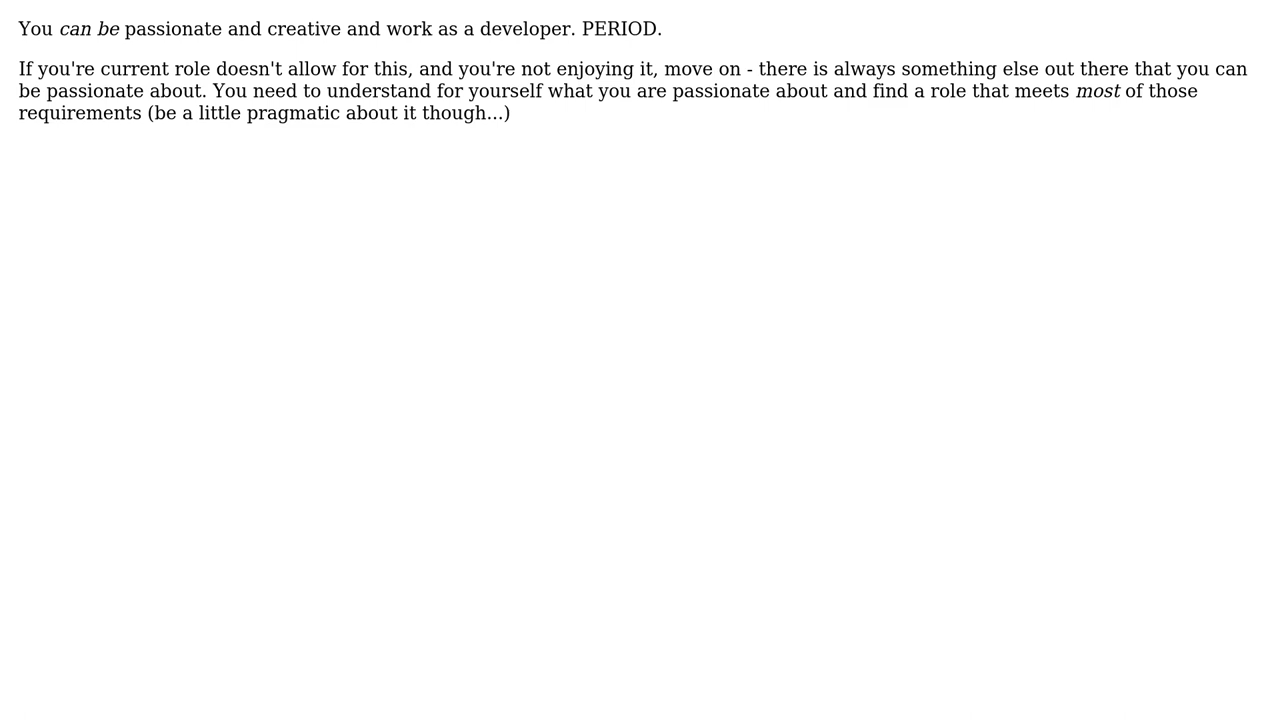 You can be passionate and creative and work as a developer. PERIOD.
If you're current role doesn't allow for this, and you're not enjoying it, move on - there is always something else out there that you can
be passionate about. You need to understand for yourself what you are passionate about and find a role that meets most of those
requirements (be a little pragmatic about it though...)